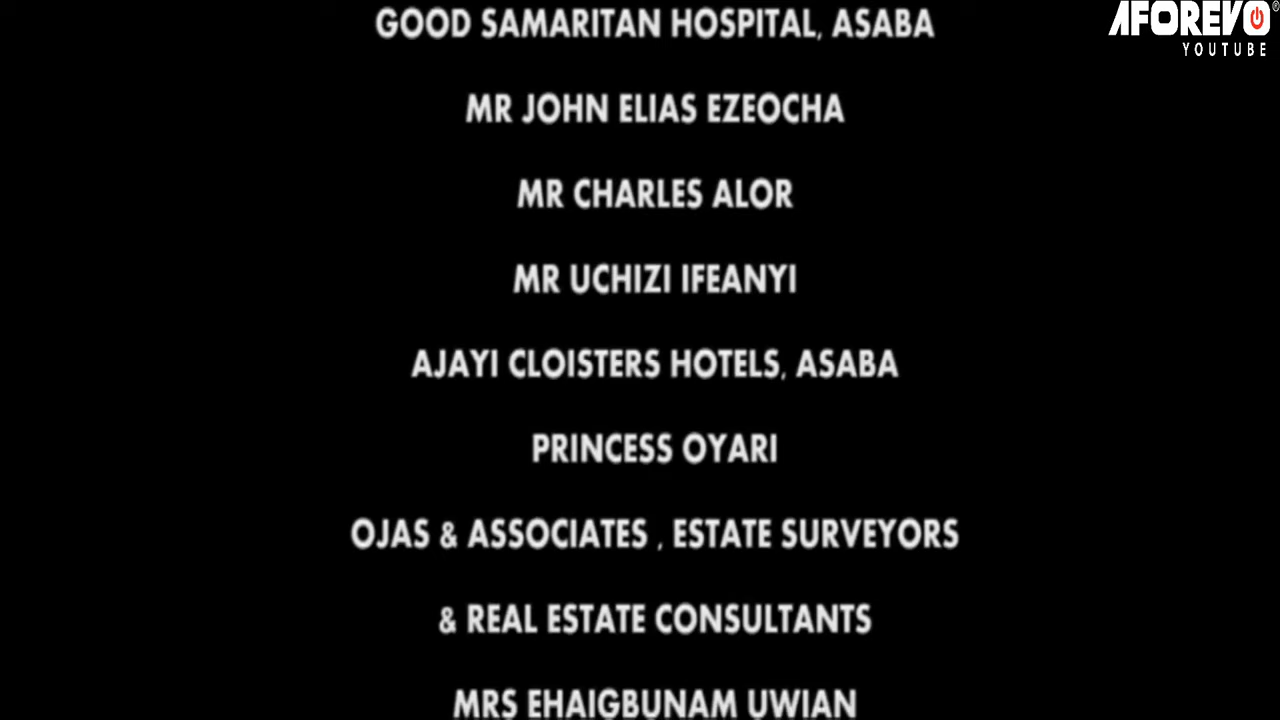 AFOREVO
YOUTUBE
GOOD SAMARITAN HOSPITAL, ASABA
MR JOHN ELIAS EZEOCHA
MR CHARLES ALOR
MR UCHIZI IFEANYI
AJAYI CLOISTERS HOTELS, ASABA
PRINCESS OYARI
OJAS & ASSOCIATES , ESTATE SURVEYORS
& REAL ESTATE CONSULTANTS
MRS EHAIGBUNAM UWIAN